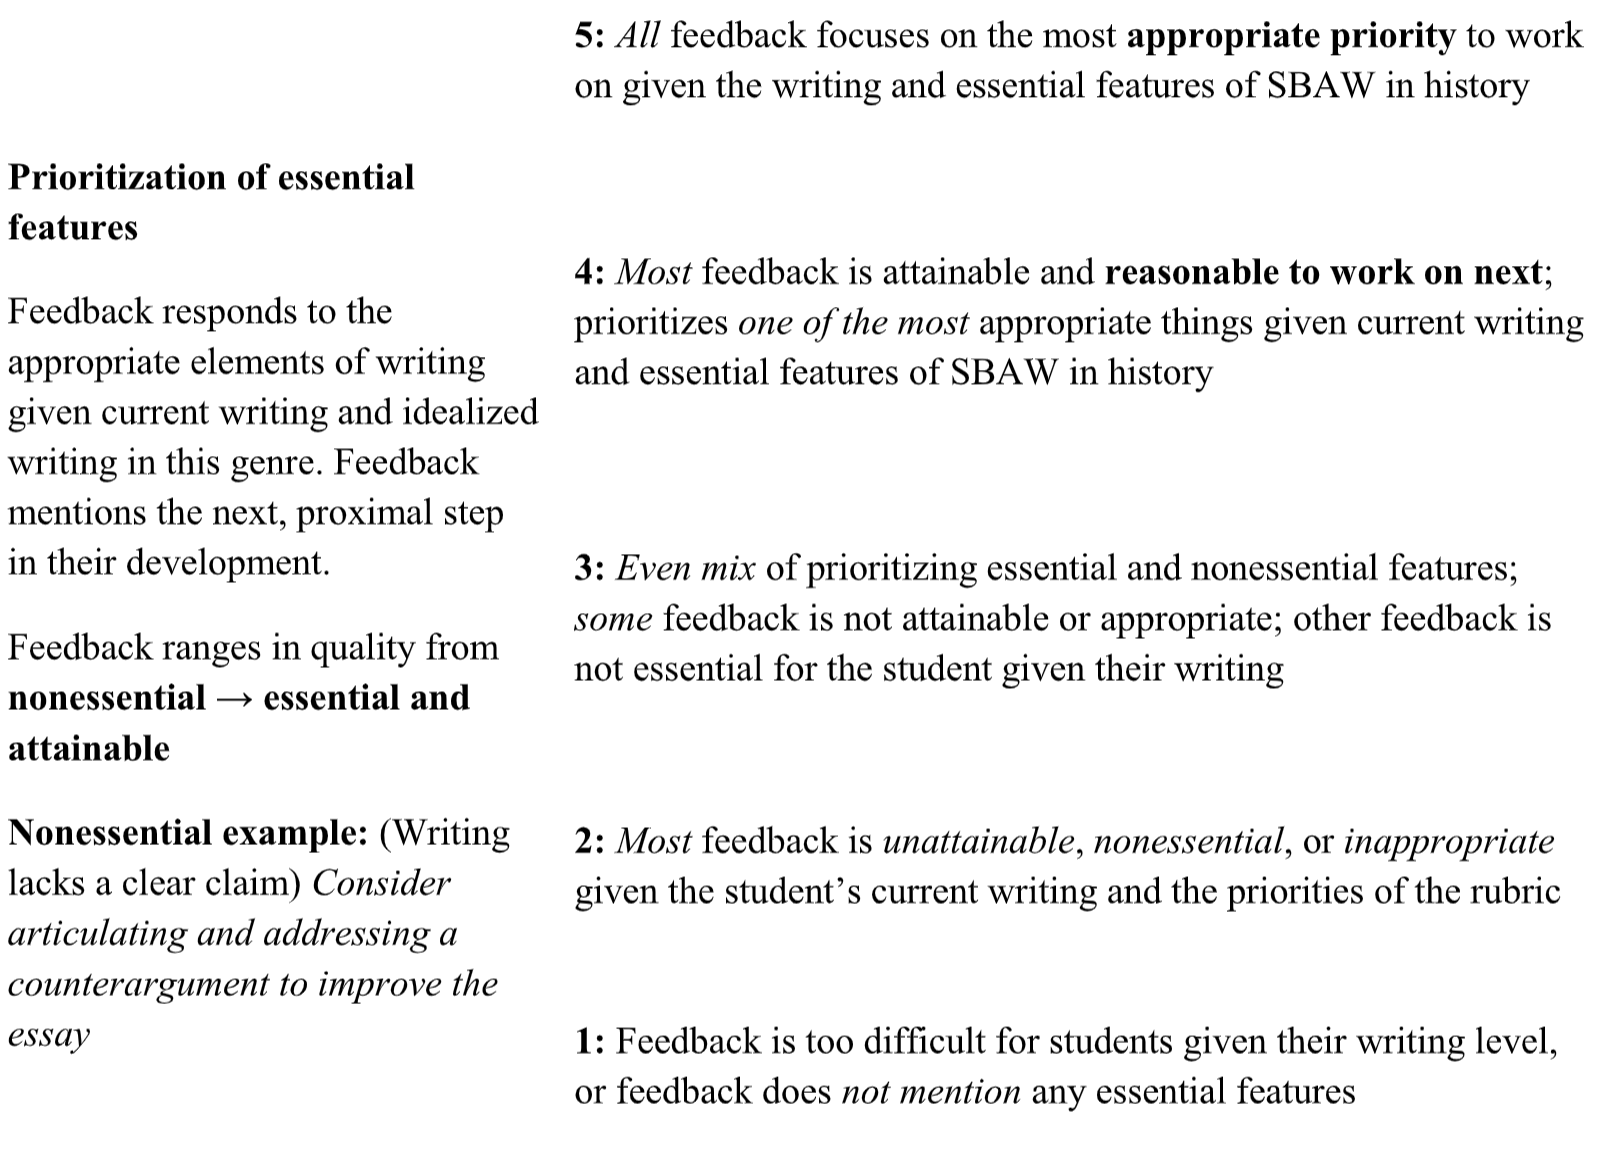 Prioritization of essential
features
Feedback responds to the
appropriate elements of writing
given current writing and idealized
writing in this genre. Feedback
mentions the next, proximal step
in their development.
Feedback ranges in quality from
nonessential → essential and
attainable
Nonessential example: (Writing
lacks a clear claim) Consider
articulating and addressing a
counterargument to improve the
essay
5: All feedback focuses on the most appropriate priority to work
on given the writing and essential features of SBAW in history
4: Most feedback is attainable and reasonable to work on next;
prioritizes one of the most appropriate things given current writing
and essential features of SBAW in history
3: Even mix of prioritizing essential and nonessential features;
some feedback is not attainable or appropriate; other feedback is
not essential for the student given their writing
2: Most feedback is unattainable, nonessential, or inappropriate
given the student’s current writing and the priorities of the rubric
1: Feedback is too difficult for students given their writing level,
or feedback does not mention any essential features